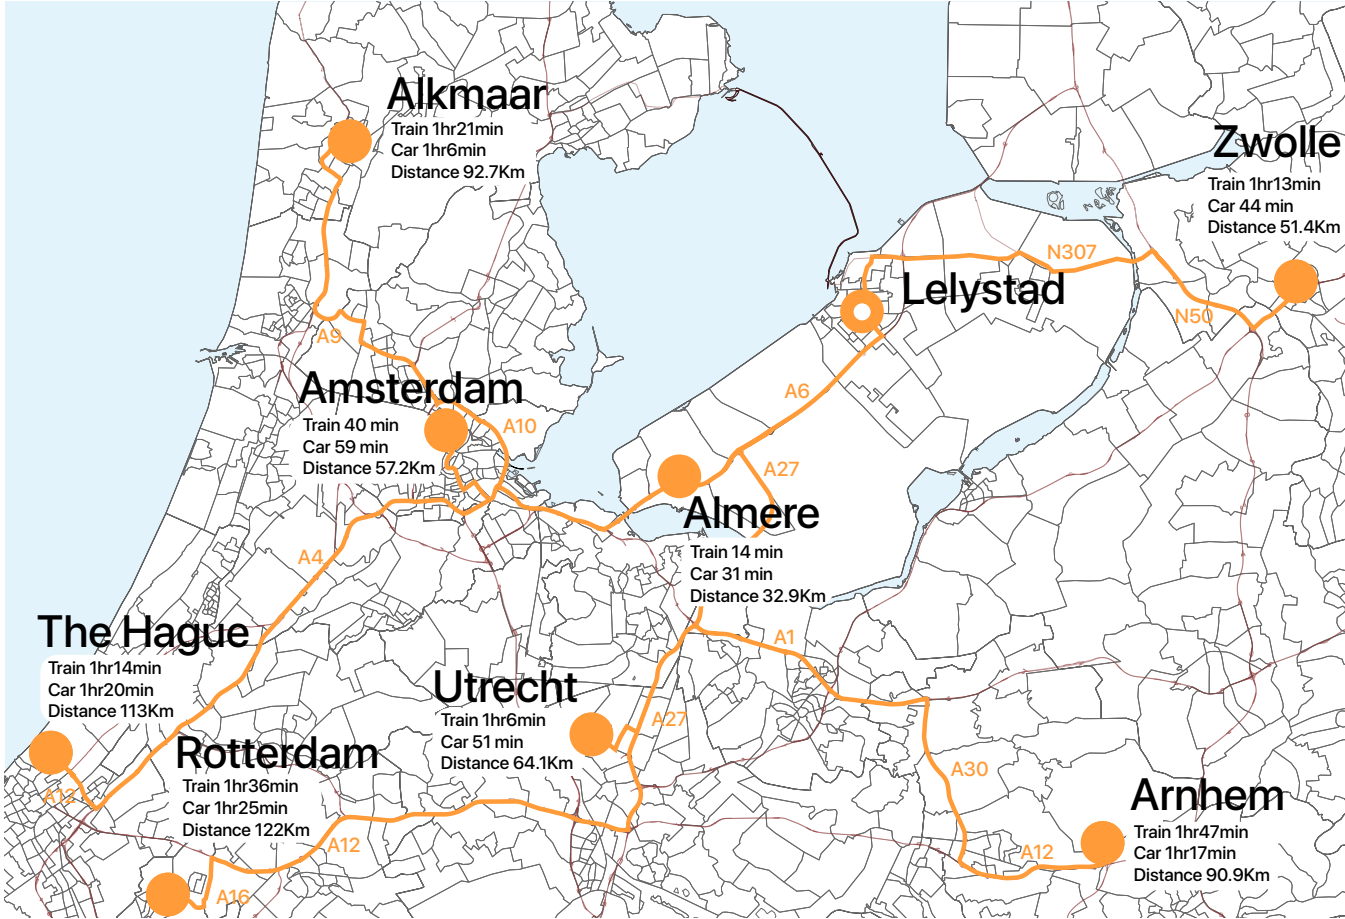 Alkmaar
Train 1hr21min
Car 1hr6min
Distance 92.7Km
Zwolle
Train 1hr13min
Car 44 min
Distance 51.4Km
N307
Lelystad
N50
A9
A6
Amsterdam
Train 40 min
Car 59 min
Distance 57.2Km
A10
A27
Almere
Train 14 min
Car 31 min
Distance 32.9Km
A4
The Hague
Train 1hr14min
Car 1hr20min
Distance 113Km
A1
Utrecht
Train 1hr6min
Car 51 min
Distance 64.1Km
A27
Rotterdam
Train 1hr36min
Car 1hr25min
Distance 122Km
A12
A30
Arnhem
Train 1hr47min
Car 1hr17min
Distance 90.9Km
A12
A12
A16